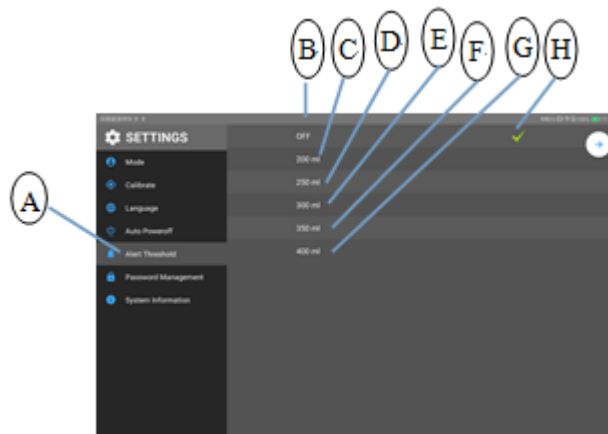 B C D E F G H
SETTINGS
OFF
Mode
200 ml
Calibrate
250 ml
Language
300 ml
A
Auto Poweroff
350 ml
Alert Threshold
400 ml
Password Management
System Information